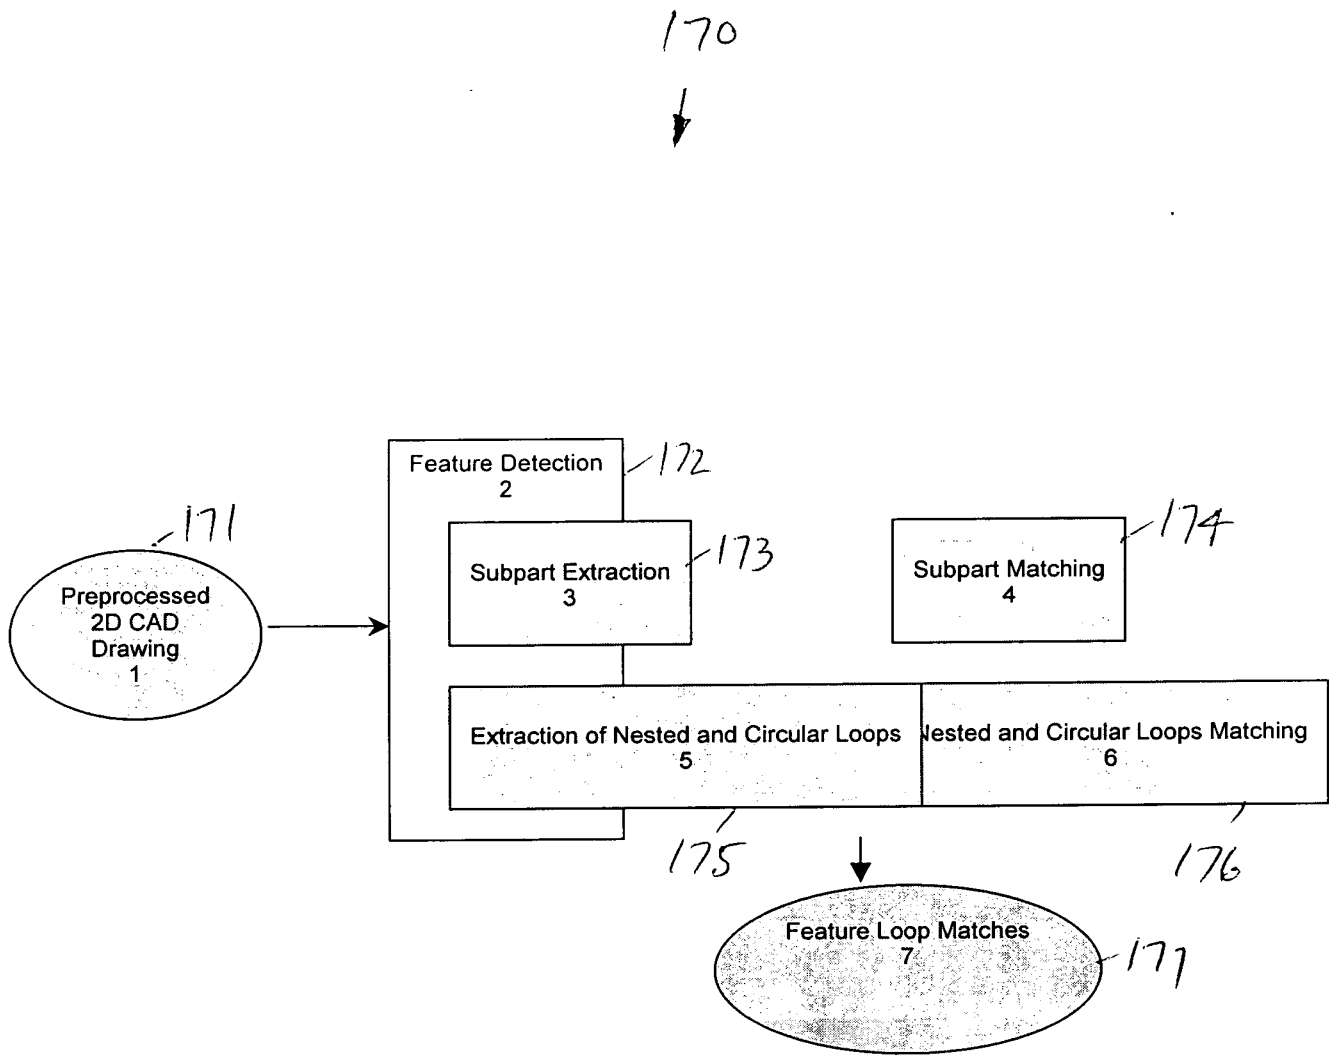 170
Feature Detection
2
172
171
173
174
Subpart Extraction
3
Subpart Matching
4
Preprocessed
2D CAD
Drawing
1
Extraction of Nested and Circular Loops
5
Nested and Circular Loops Matching
6
175
176
Feature Loop Matches
7
177